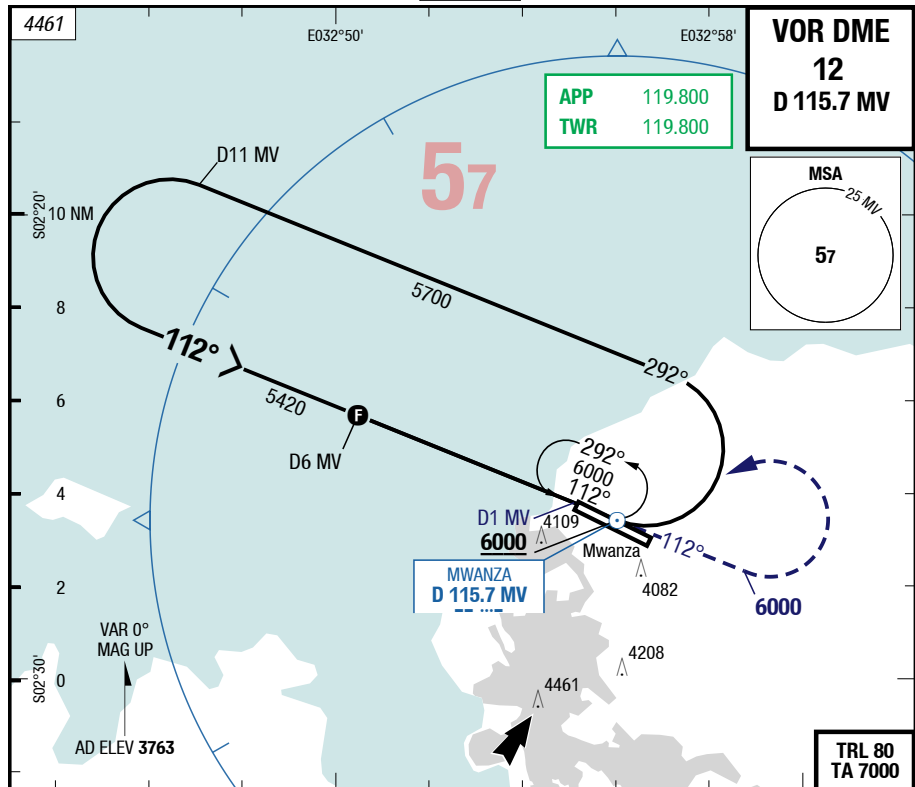 4461
E032°50'
E032°58'
VOR DME
12
D 115.7 MV
APP 119.800
TWR 119.800
57
MSA
25 MV
57
D11 MV
S02°20'
10 NM
5700
8
112°
292°
6
5420
F
D6 MV
292°
6000
112°
4
D1 MV
4109
6000
Mwanza
112°
MWANZA
D 115.7 MV
4082
6000
2
VAR 0°
MAG UP
4208
S02°30'
0
4461
AD ELEV 3763
TRL 80
TA 7000